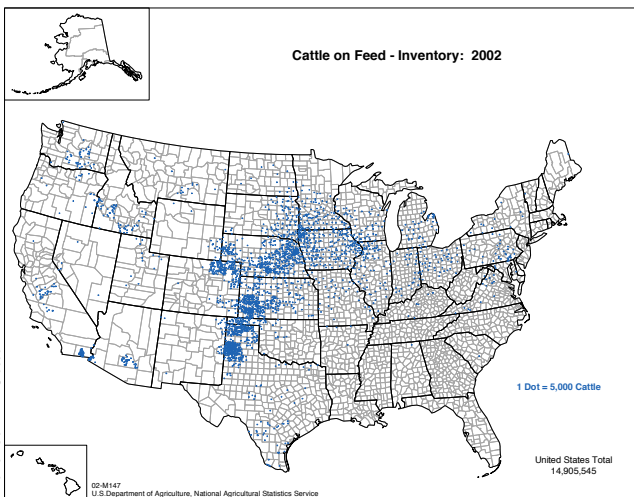 Cattle on Feed - Inventory: 2002
1 Dot = 5,000 Cattle
United States Total
14,905,545
02-M147
U.S.Department of Agriculture, National Agricultural Statistics Service